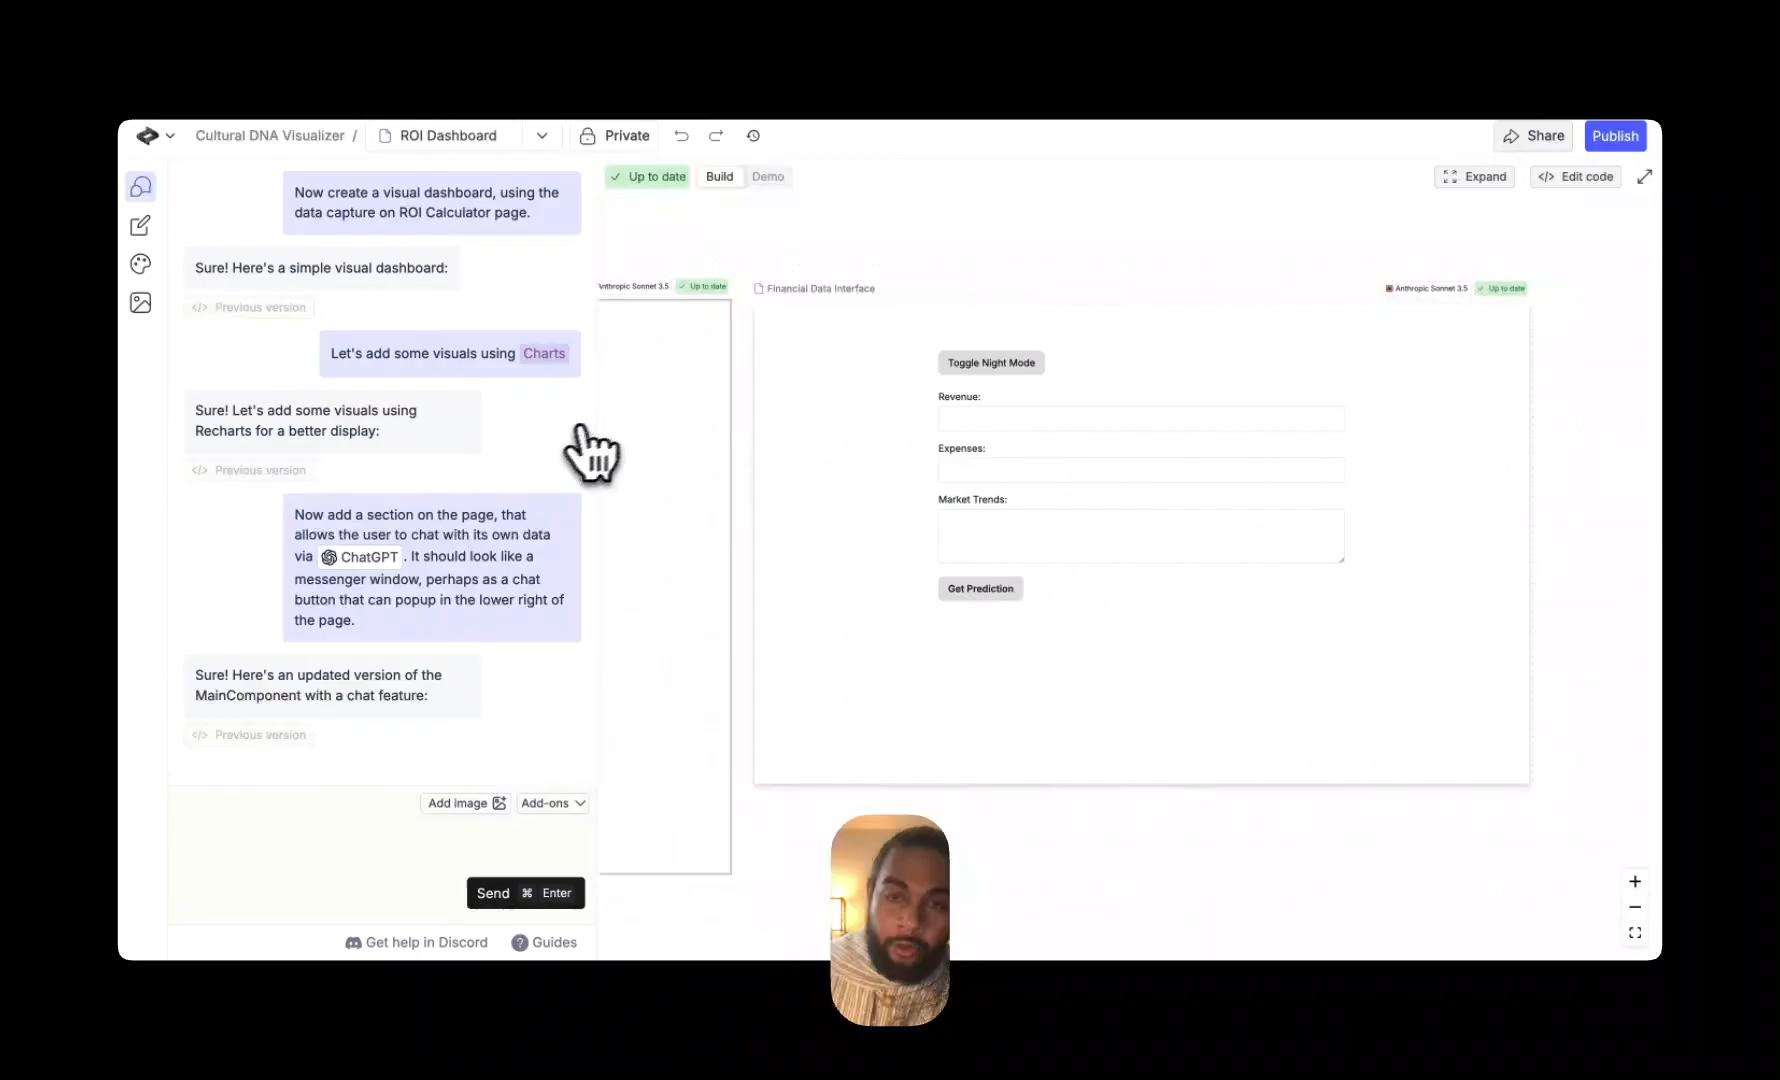 Cultural DNA Visualizer / ROI Dashboard Private Share Publish
Up to date Build Demo Expand </> Edit code
Now create a visual dashboard, using the
data capture on ROI Calculator page.
Sure! Here's a simple visual dashboard:
</> Previous version
Let's add some visuals using Charts
Sure! Let's add some visuals using
Recharts for a better display:
</> Previous version
Now add a section on the page, that
allows the user to chat with its own data
via ChatGPT . It should look like a
messenger window, perhaps as a chat
button that can popup in the lower right of
the page.
Sure! Here's an updated version of the
MainComponent with a chat feature:
</> Previous version
Add image Add-ons
Send ⌘ Enter
Get help in Discord ? Guides
Anthropic Sonnet 3.5 Up to date
Financial Data Interface Anthropic Sonnet 3.5 Up to date
Toggle Night Mode
Revenue:
Expenses:
Market Trends:
Get Prediction